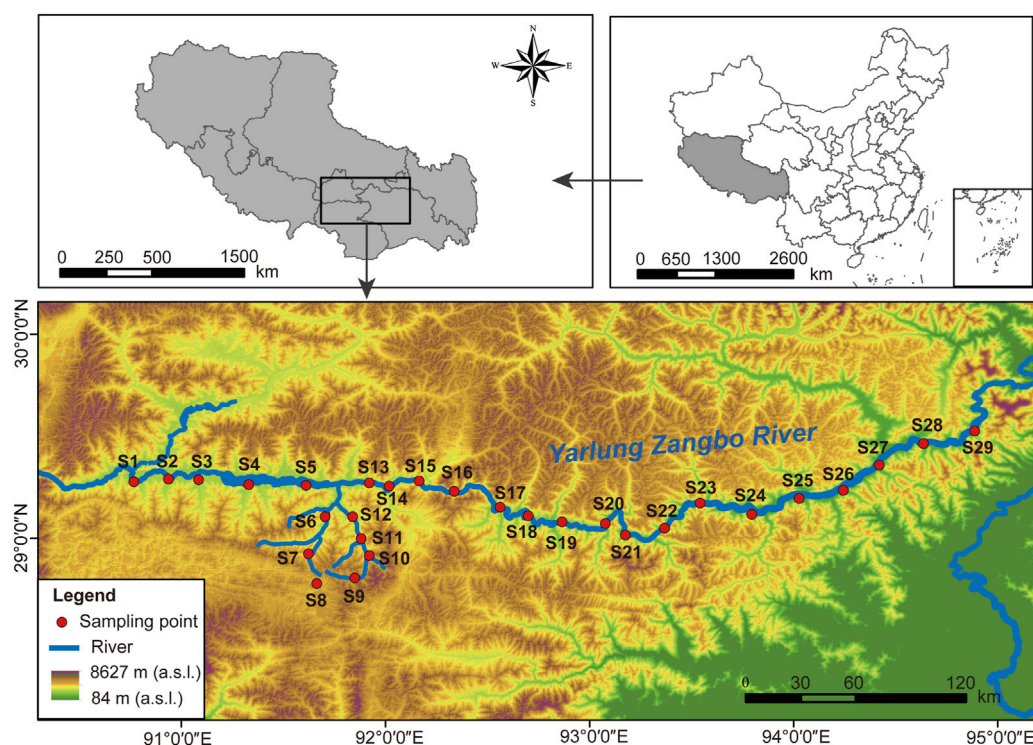 N
W E
S
0 250 500 1500
km
0 650 1300 2600
km
30°0′0″N
29°0′0″N
Yarlung Zangbo River
S1
S2
S3
S4
S5
S13
S14
S15
S16
S17
S18
S19
S20
S21
S22
S23
S24
S25
S26
S27
S28
S29
S6
S12
S11
S7
S10
S8
S9
Legend
Sampling point
River
8627 m (a.s.l.)
84 m (a.s.l.)
0 30 60 120
km
91°0′0″E 92°0′0″E 93°0′0″E 94°0′0″E 95°0′0″E